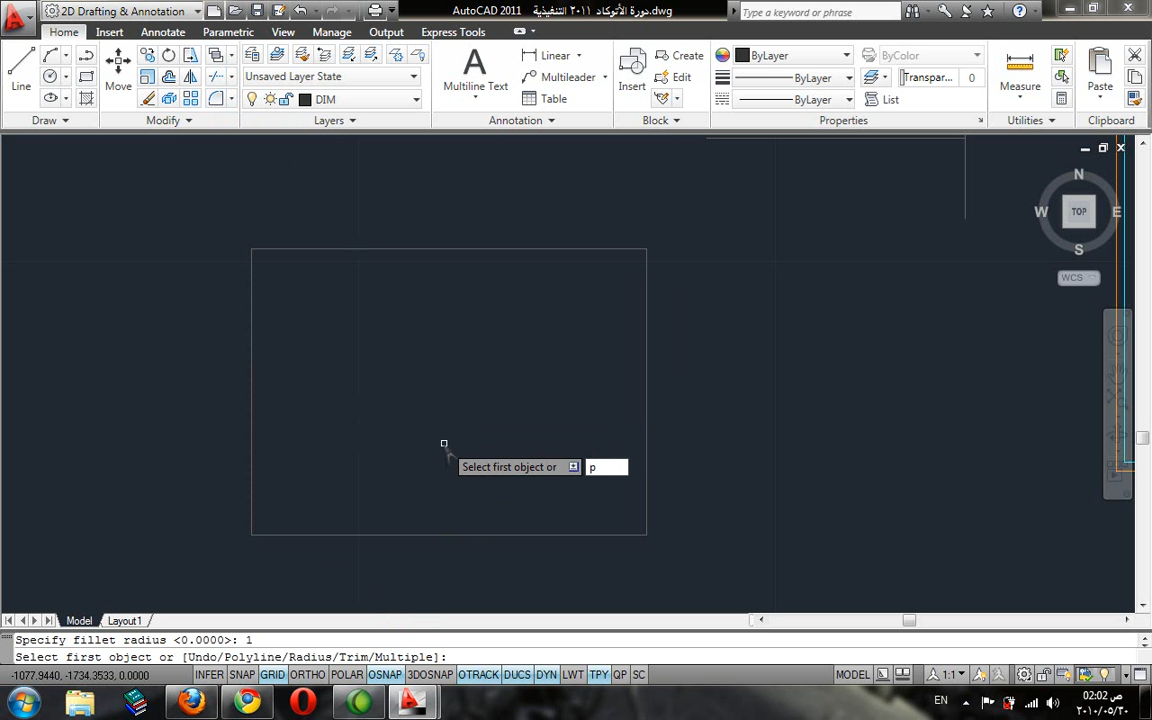 2D Drafting & Annotation
AutoCAD 2011 دورة الأتوكاد ٢٠١١ التنفيذية.dwg
Type a keyword or phrase
Home Insert Annotate Parametric View Manage Output Express Tools
Line
Move
Unsaved Layer State
DIM
Multiline Text
Linear
Multileader
Table
Insert
Create
Edit
ByLayer
ByLayer
ByLayer
ByColor
Transpar... 0
List
Measure
Paste
Draw Modify Layers Annotation Block Properties Utilities Clipboard
N
W TOP E
S
WCS
Select first object or p
Model Layout1
Specify fillet radius <0.0000>: 1
Select first object or [Undo/Polyline/Radius/Trim/Multiple]:
-1077.9440, -1734.3533, 0.0000 INFER SNAP GRID ORTHO POLAR OSNAP 3DOSNAP OTRACK DUCS DYN LWT TPY QP SC MODEL 1:1
EN
02:02 ص
٢٠١٠/٠٥/٣٠